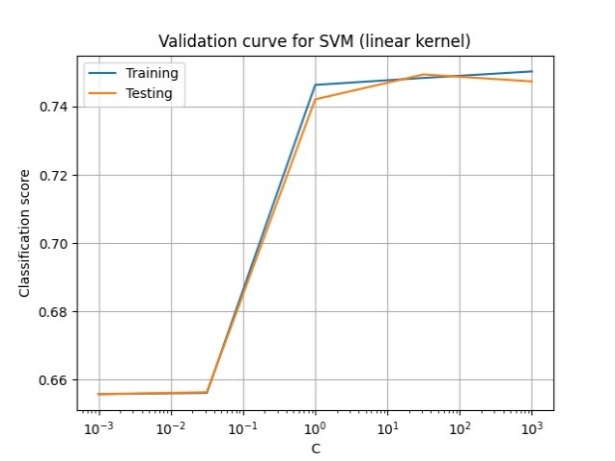 Validation curve for SVM (linear kernel)
Training
Testing
Classification score
0.74
0.72
0.70
0.68
0.66
10⁻³ 10⁻² 10⁻¹ 10⁰ 10¹ 10² 10³
C